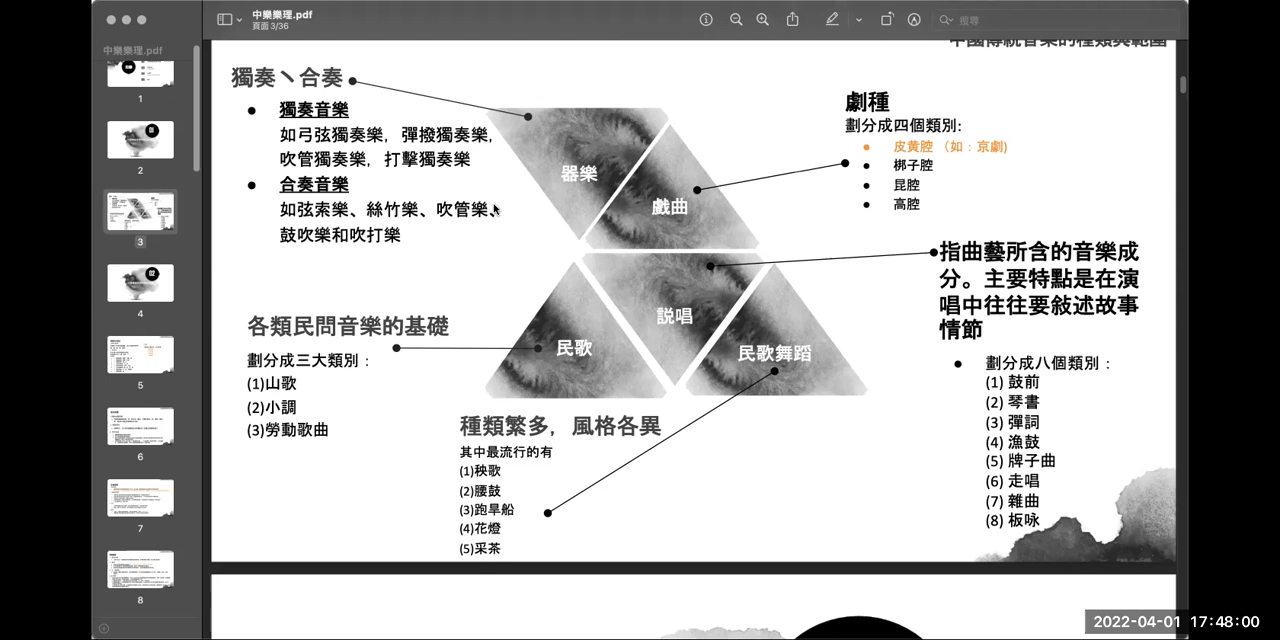 中樂樂理.pdf
頁面 3/36
搜尋
中樂樂理.pdf
1
2
3
4
5
6
7
8
中國傳統音樂的種類與範圍
獨奏丶合奏
獨奏音樂
如弓弦獨奏樂，彈撥獨奏樂，
吹管獨奏樂，打擊獨奏樂
合奏音樂
如弦索樂、絲竹樂、吹管樂、
鼓吹樂和吹打樂
器樂
戲曲
説唱
民歌
民歌舞蹈
劇種
劃分成四個類別:
皮黃腔 （如：京劇）
梆子腔
昆腔
高腔
指曲藝所含的音樂成
分。主要特點是在演
唱中往往要敍述故事
情節
劃分成八個類別：
(1) 鼓前
(2) 琴書
(3) 彈詞
(4) 漁鼓
(5) 牌子曲
(6) 走唱
(7) 雜曲
(8) 板咏
各類民間音樂的基礎
劃分成三大類別：
(1)山歌
(2)小調
(3)勞動歌曲
種類繁多，風格各異
其中最流行的有
(1)秧歌
(2)腰鼓
(3)跑旱船
(4)花燈
(5)采茶
2022-04-01 17:48:00